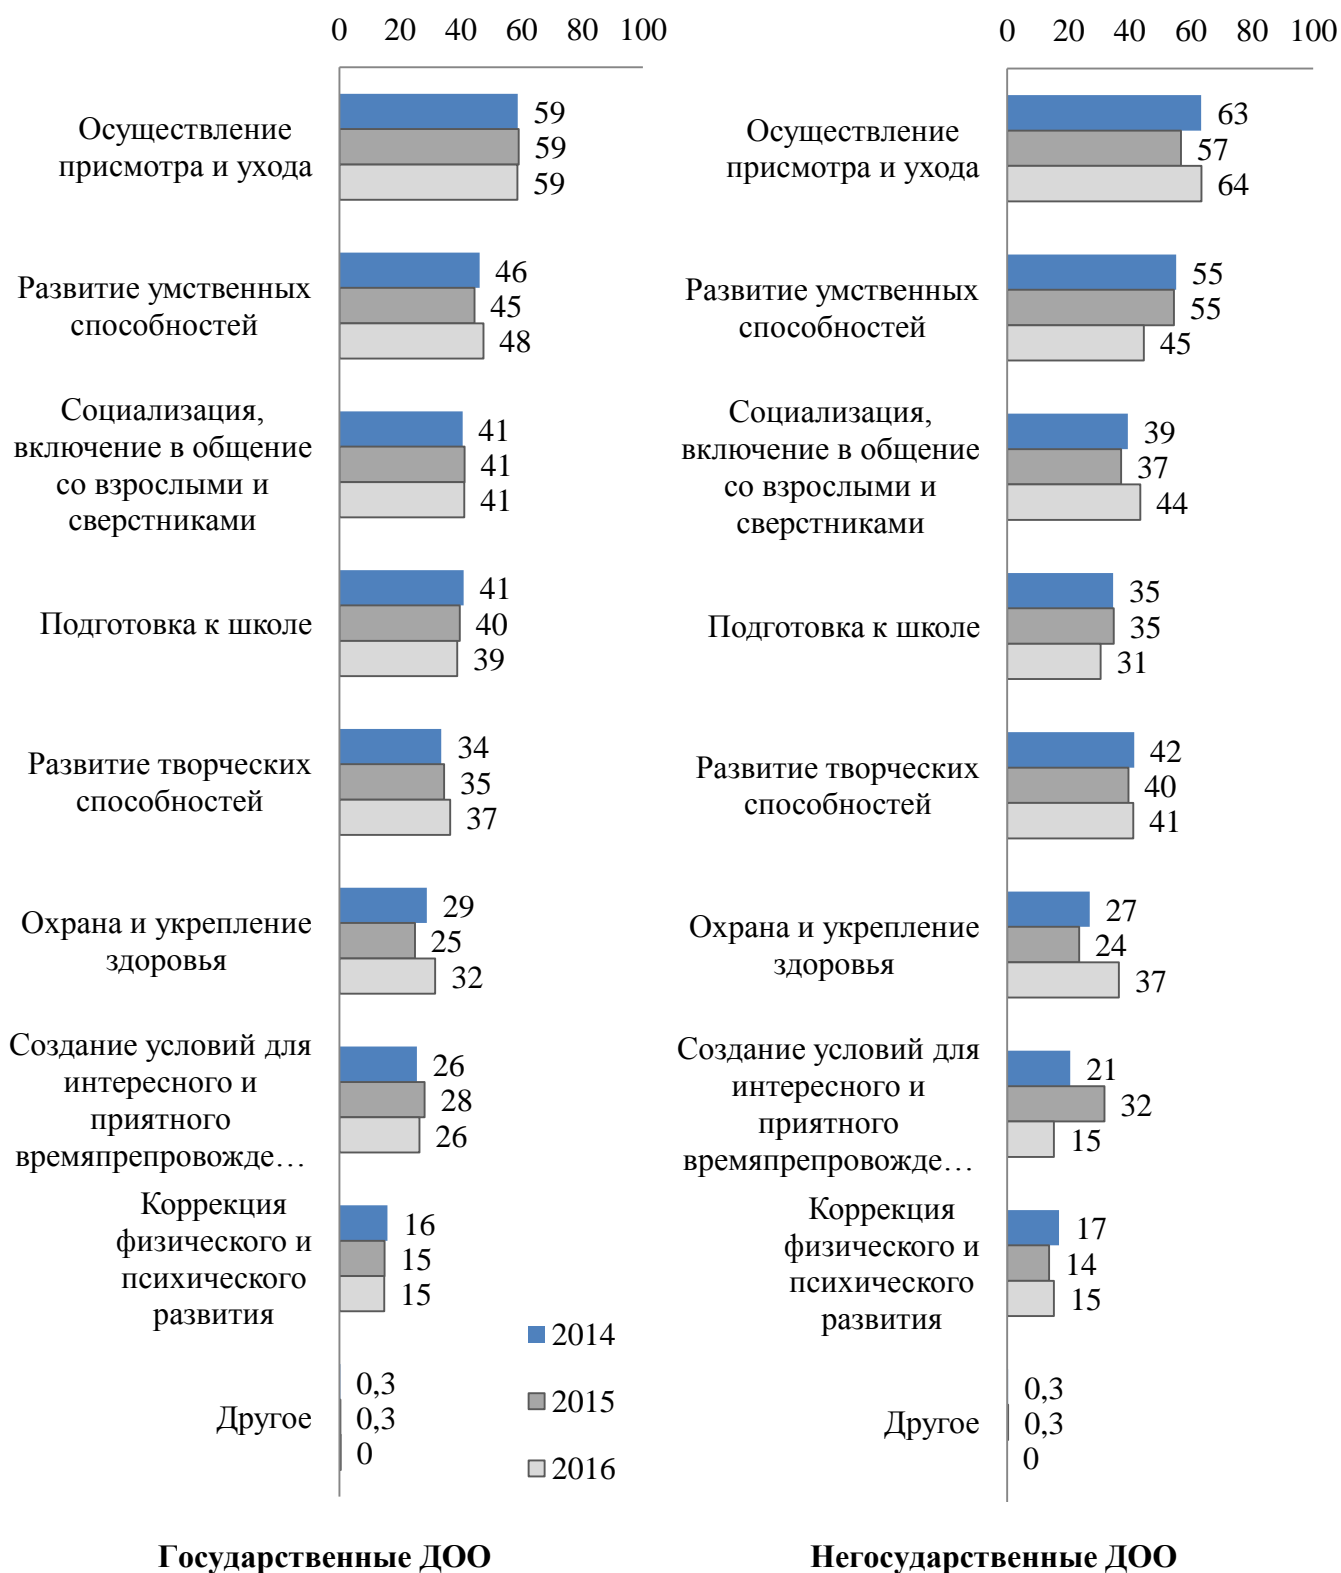 0 20 40 60 80 100
Осуществление
присмотра и ухода
59
59
59
Развитие умственных
способностей
46
45
48
Социализация,
включение в общение
со взрослыми и
сверстниками
41
41
41
Подготовка к школе
41
40
39
Развитие творческих
способностей
34
35
37
Охрана и укрепление
здоровья
29
25
32
Создание условий для
интересного и
приятного
времяпрепровожде…
26
28
26
Коррекция
физического и
психического
развития
16
15
15
Другое
0,3
0,3
0
2014
2015
2016
Государственные ДОО
0 20 40 60 80 100
Осуществление
присмотра и ухода
63
57
64
Развитие умственных
способностей
55
55
45
Социализация,
включение в общение
со взрослыми и
сверстниками
39
37
44
Подготовка к школе
35
35
31
Развитие творческих
способностей
42
40
41
Охрана и укрепление
здоровья
27
24
37
Создание условий для
интересного и
приятного
времяпрепровожде…
21
32
15
Коррекция
физического и
психического
развития
17
14
15
Другое
0,3
0,3
0
Негосударственные ДОО